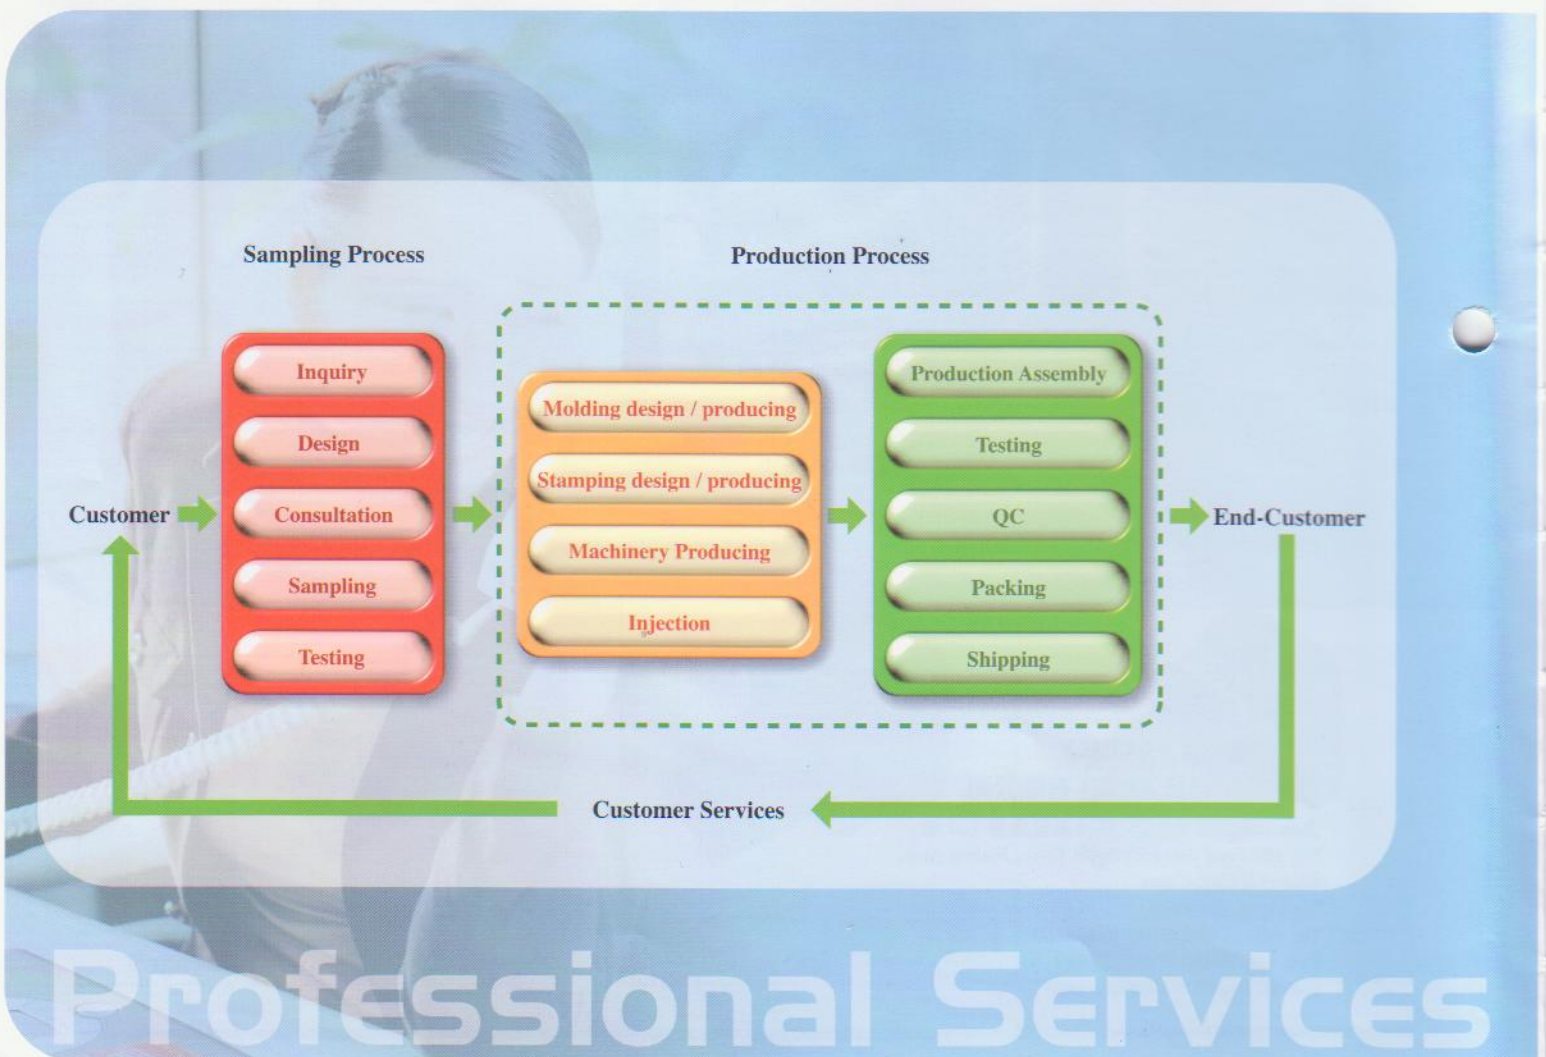 Sampling Process
Production Process
Inquiry
Design
Consultation
Sampling
Testing
Molding design / producing
Stamping design / producing
Machinery Producing
Injection
Production Assembly
Testing
QC
Packing
Shipping
Customer
End-Customer
Customer Services
Professional Services